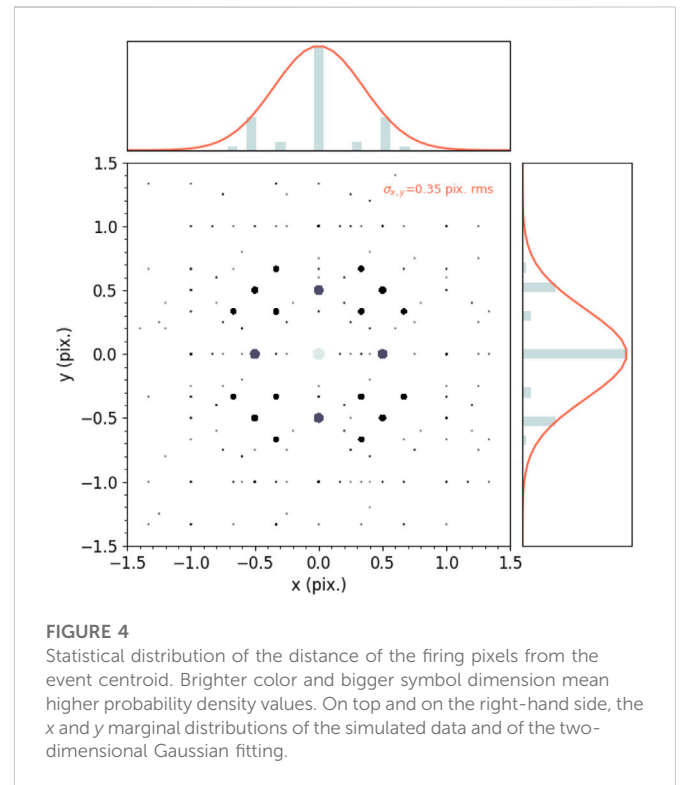 σx,y=0.35 pix. rms
1.5
1.0
0.5
0.0
−0.5
−1.0
−1.5
y (pix.)
−1.5 −1.0 −0.5 0.0 0.5 1.0 1.5
x (pix.)
FIGURE 4
Statistical distribution of the distance of the firing pixels from the
event centroid. Brighter color and bigger symbol dimension mean
higher probability density values. On top and on the right-hand side, the
x and y marginal distributions of the simulated data and of the two-
dimensional Gaussian fitting.